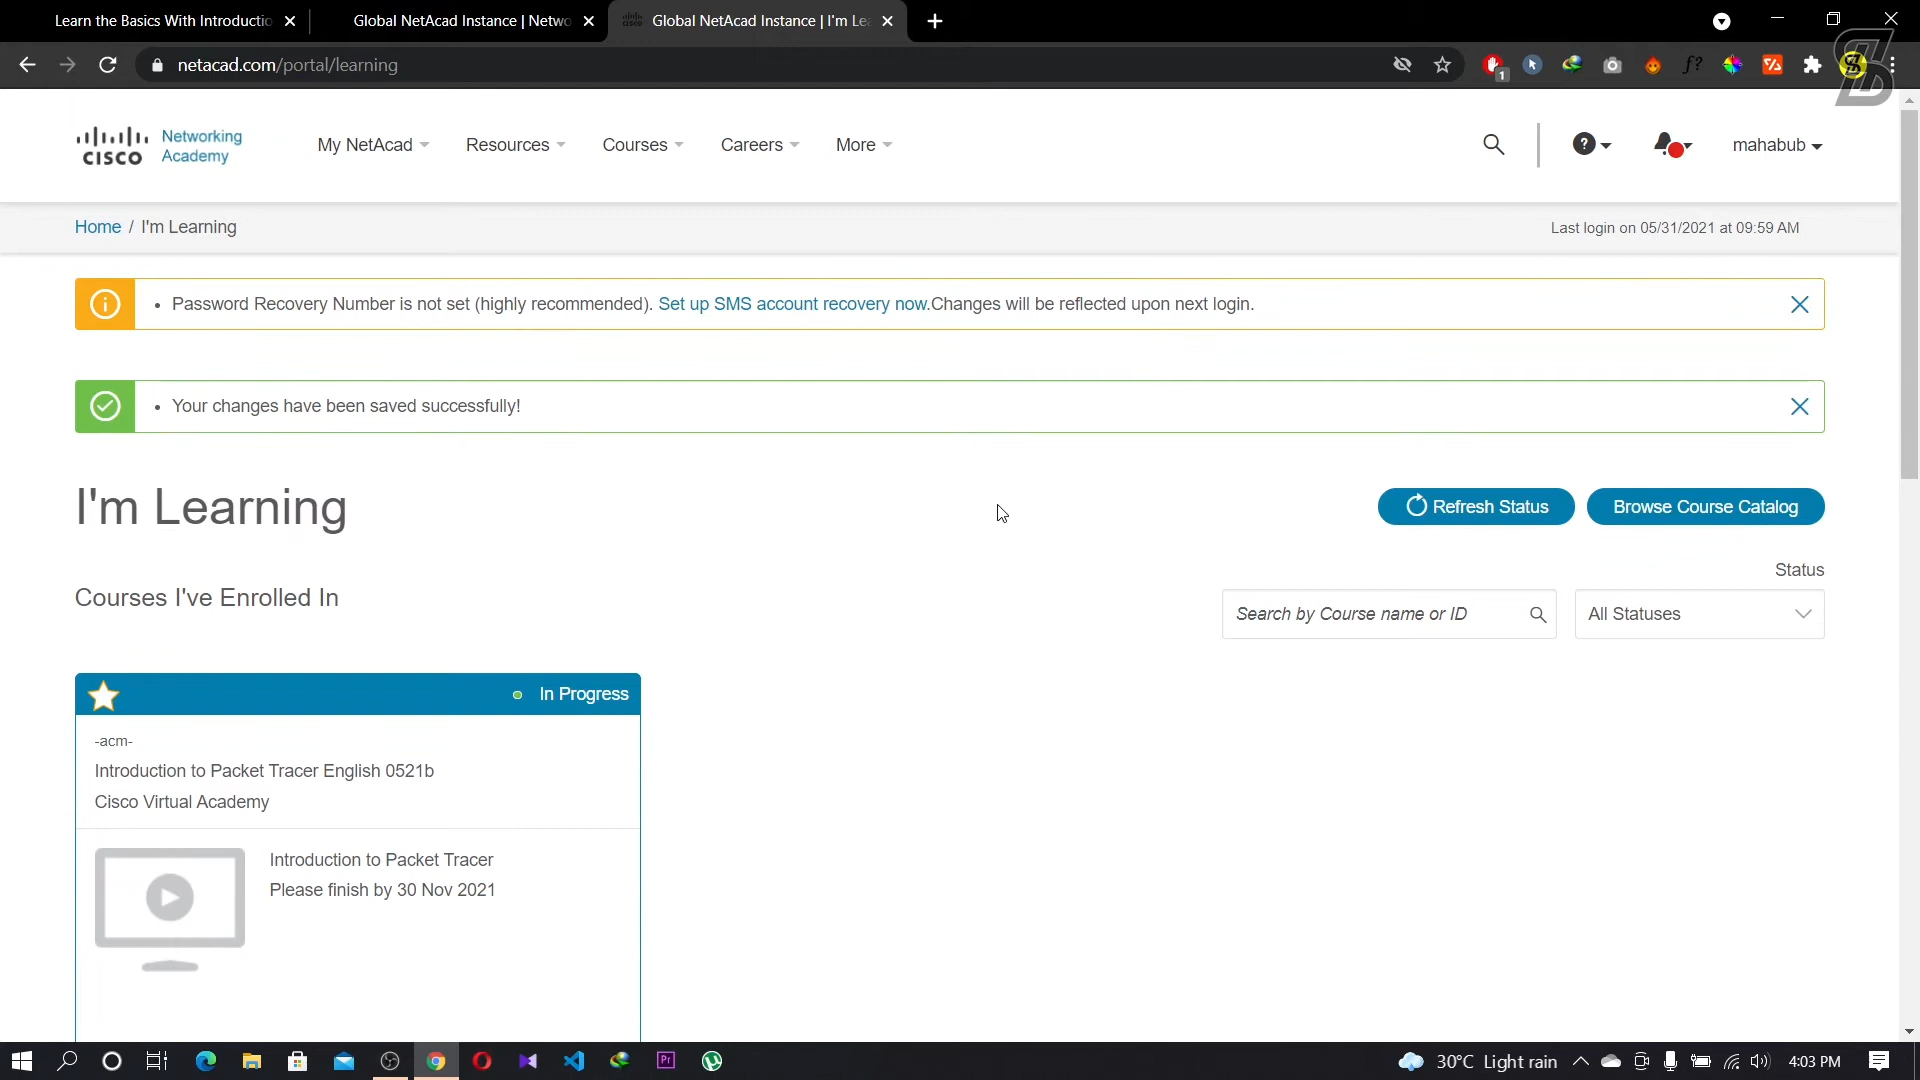 Learn the Basics With Introductio
Global NetAcad Instance | Netwo
Global NetAcad Instance | I'm Lea
netacad.com/portal/learning
1
cisco
Networking
Academy
My NetAcad
Resources
Courses
Careers
More
?
mahabub
Home / I'm Learning
Last login on 05/31/2021 at 09:59 AM
• Password Recovery Number is not set (highly recommended). Set up SMS account recovery now.Changes will be reflected upon next login.
• Your changes have been saved successfully!
I'm Learning
Refresh Status
Browse Course Catalog
Status
Courses I've Enrolled In
Search by Course name or ID
All Statuses
In Progress
-acm-
Introduction to Packet Tracer English 0521b
Cisco Virtual Academy
Introduction to Packet Tracer
Please finish by 30 Nov 2021
Pr
30°C Light rain
4:03 PM